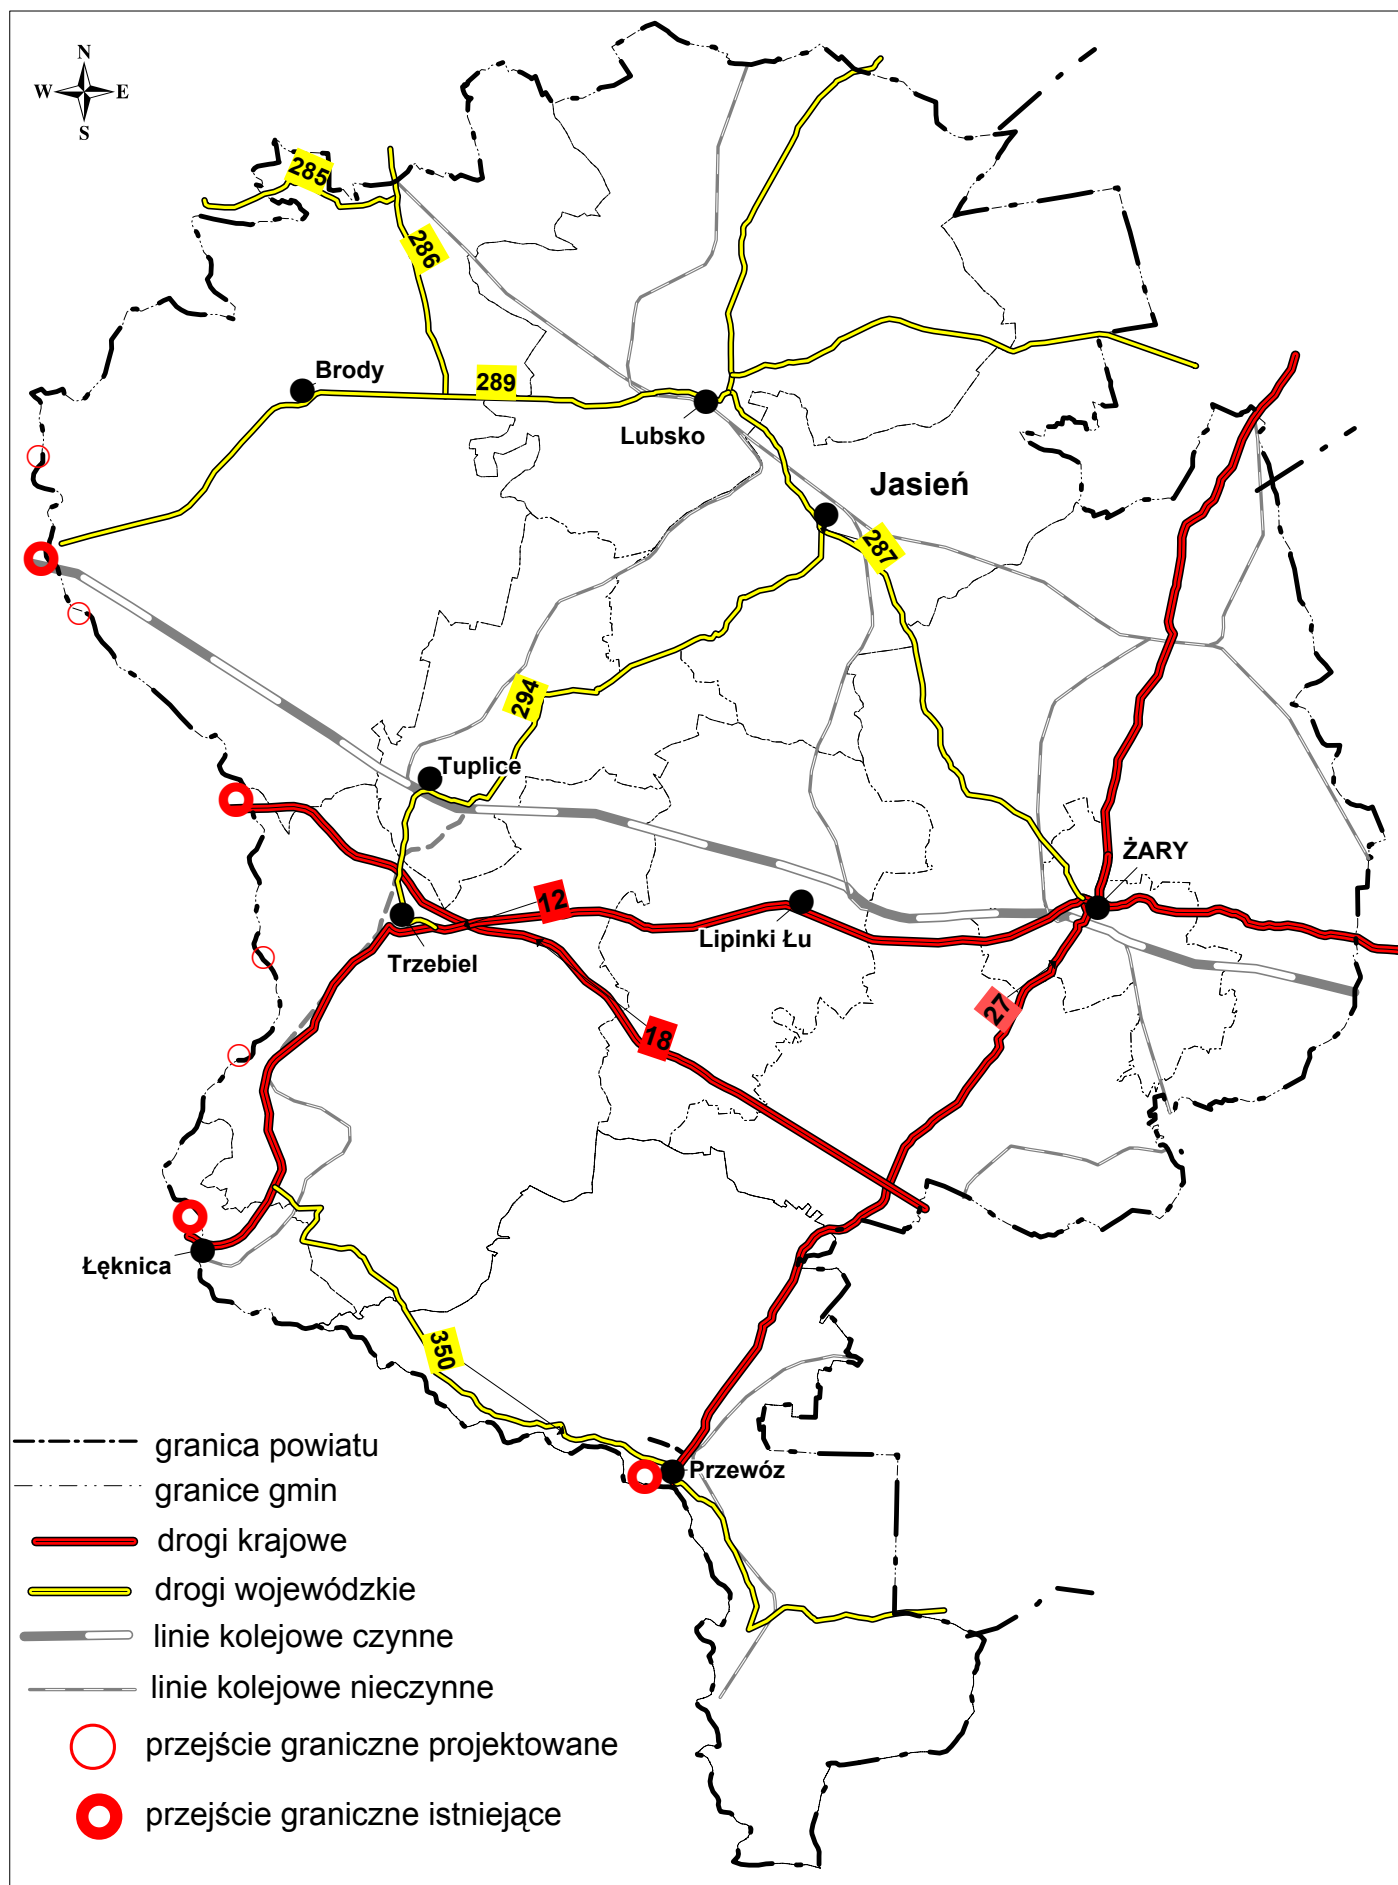 N
W E
S
285
286
Brody
289
Lubsko
Jasień
287
294
Tuplice
ŻARY
12
Lipinki Łu
Trzebiel
27
18
Łęknica
350
Przewóz
granica powiatu
granice gmin
drogi krajowe
drogi wojewódzkie
linie kolejowe czynne
linie kolejowe nieczynne
przejście graniczne projektowane
przejście graniczne istniejące